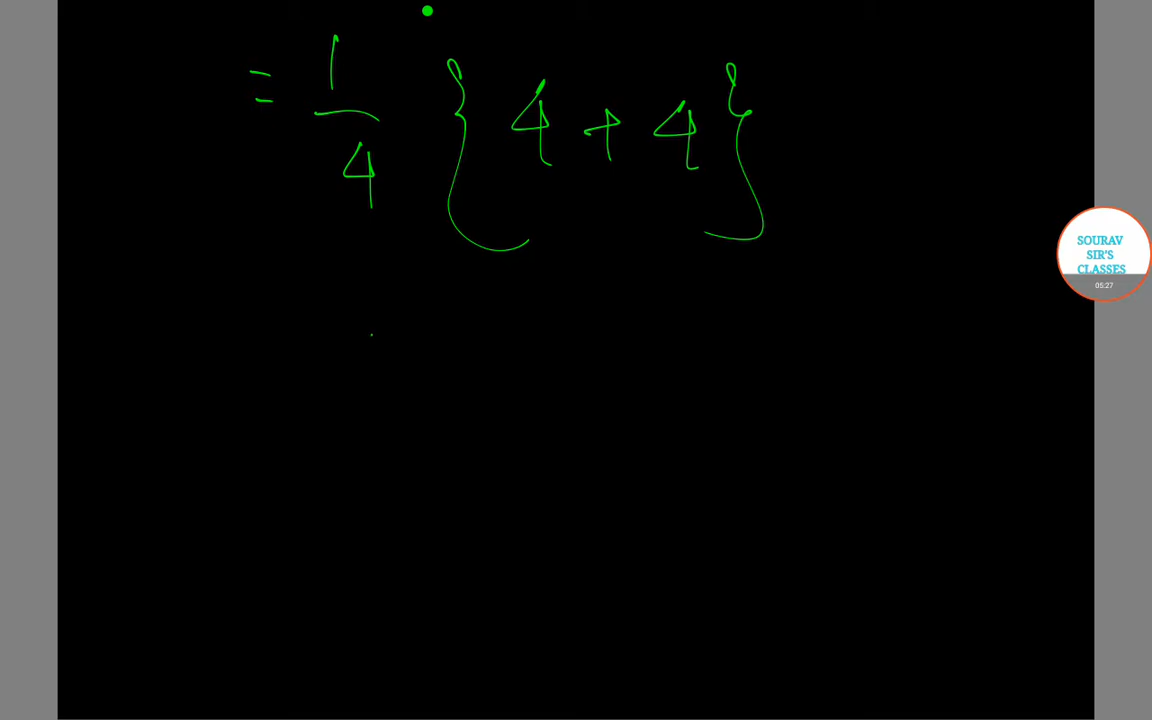 = 1/4 { 4 + 4 }
SOURAV
SIR'S
CLASSES
05:27